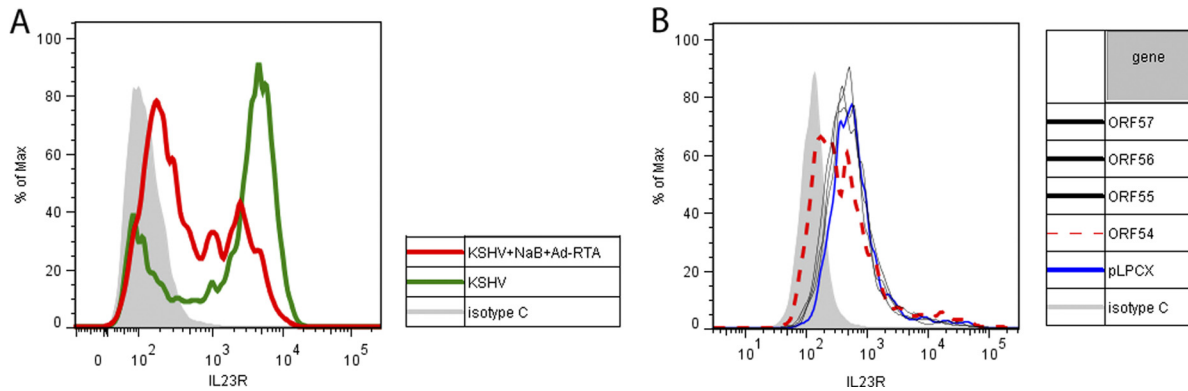 A
100
80
60
40
20
0
% of Max
0 10^2 10^3 10^4 10^5
IL23R
KSHV+NaB+Ad-RTA
KSHV
isotype C
B
100
80
60
40
20
0
% of Max
10^1 10^2 10^3 10^4 10^5
IL23R
gene
ORF57
ORF56
ORF55
ORF54
pLPCX
isotype C